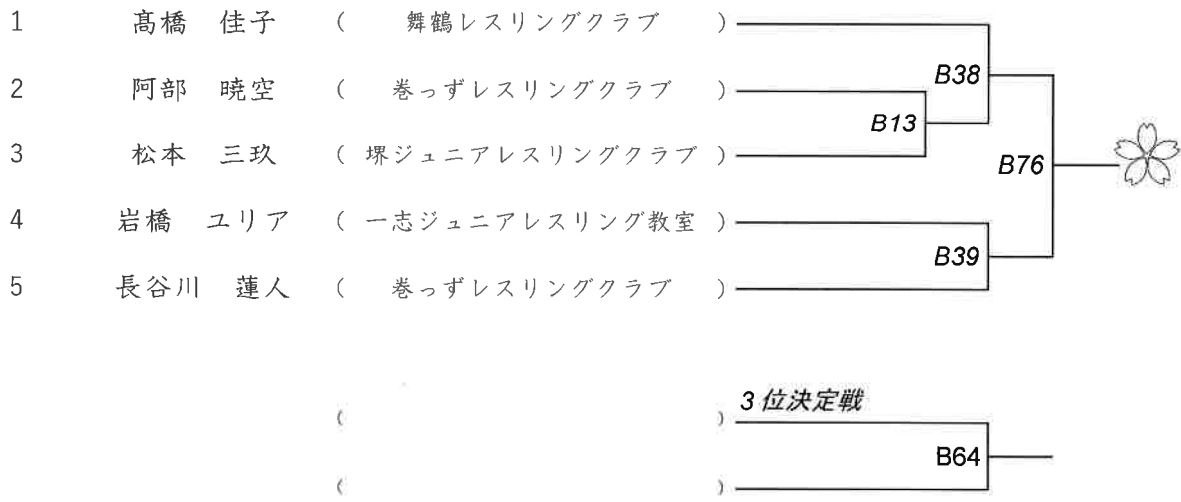 1 髙橋 佳子 ( 舞鶴レスリングクラブ )
B38
2 阿部 暁空 ( 巻っずレスリングクラブ )
B13
3 松本 三玖 ( 堺ジュニアレスリングクラブ )
B76
4 岩橋 ユリア ( 一志ジュニアレスリング教室 )
B39
5 長谷川 蓮人 ( 巻っずレスリングクラブ )
3位決定戦
( )
B64
( )